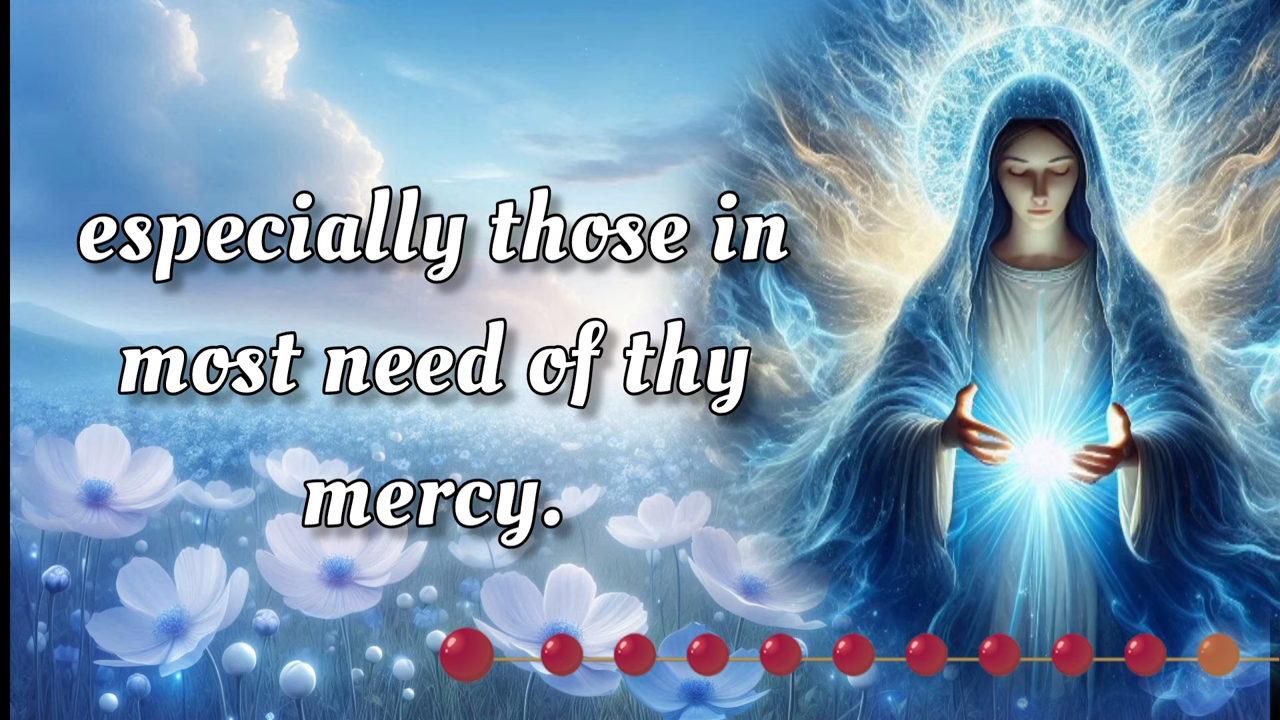 especially those in
most need of thy
mercy.